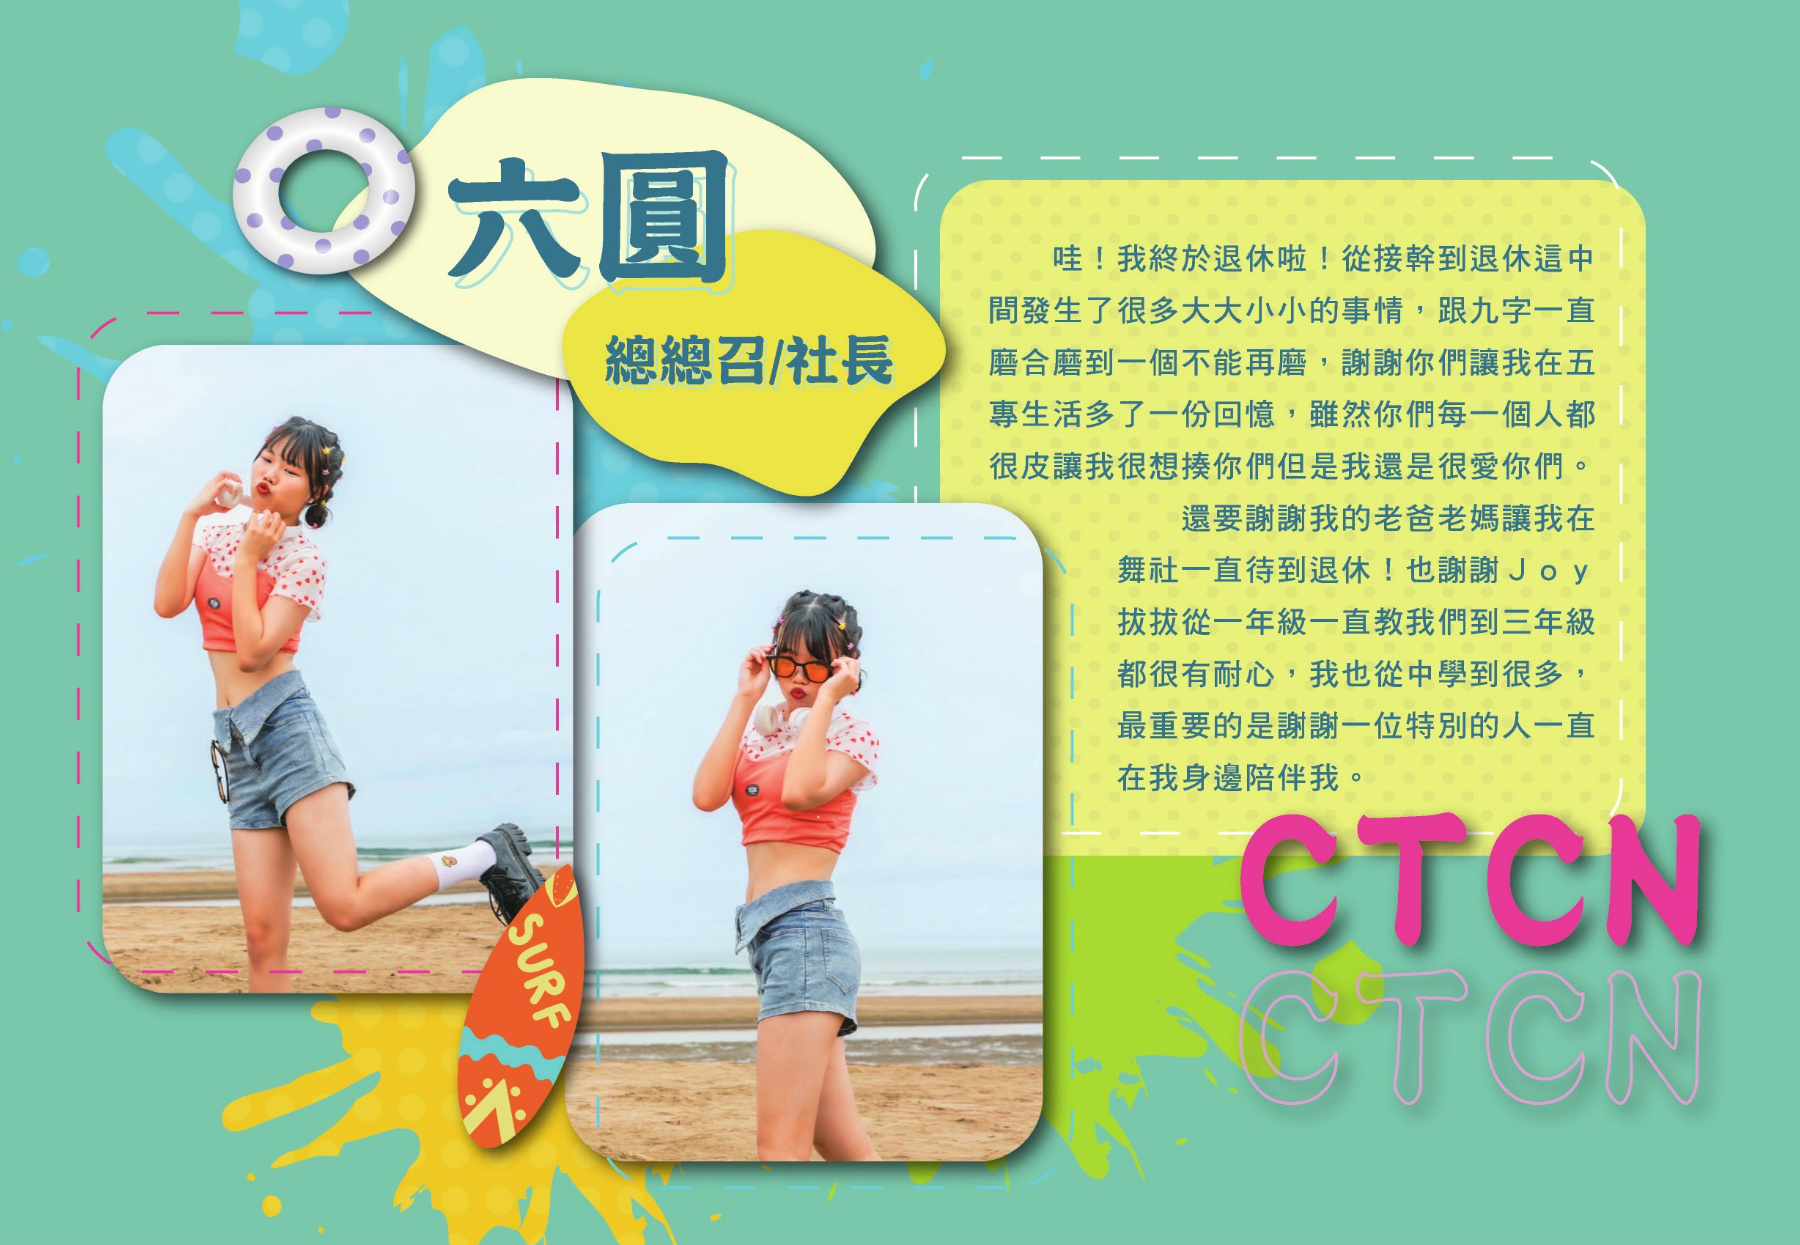 六圓
總總召/社長
哇！我終於退休啦！從接幹到退休這中
間發生了很多大大小小的事情，跟九字一直
磨合磨到一個不能再磨，謝謝你們讓我在五
專生活多了一份回憶，雖然你們每一個人都
很皮讓我很想揍你們但是我還是很愛你們。
還要謝謝我的老爸老媽讓我在
舞社一直待到退休！也謝謝Ｊｏｙ
拔拔從一年級一直教我們到三年級
都很有耐心，我也從中學到很多，
最重要的是謝謝一位特別的人一直
在我身邊陪伴我。
SURF
CTCN
CTCN